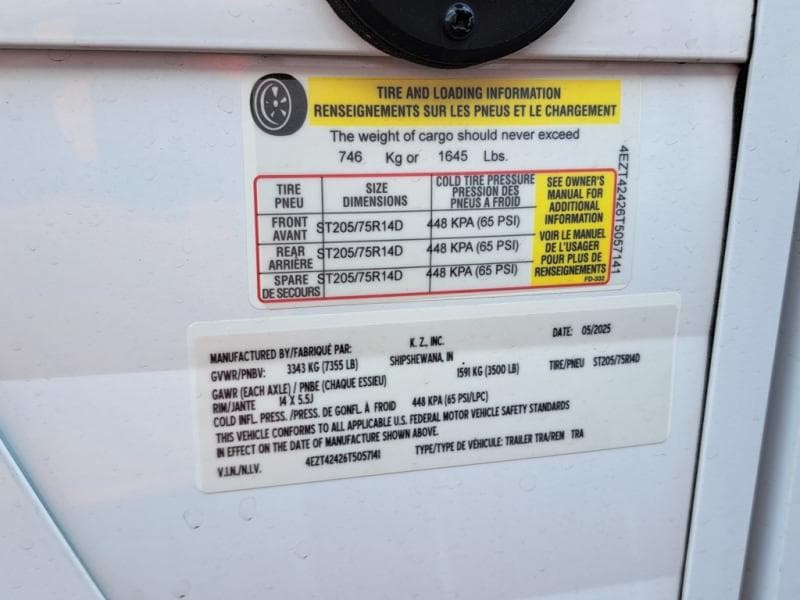 TIRE AND LOADING INFORMATION
RENSEIGNEMENTS SUR LES PNEUS ET LE CHARGEMENT
The weight of cargo should never exceed
746 Kg or 1645 Lbs.
TIRE PNEU
SIZE DIMENSIONS
COLD TIRE PRESSURE PRESSION DES PNEUS À FROID
FRONT AVANT ST205/75R14D 448 KPA (65 PSI)
REAR ARRIÈRE ST205/75R14D 448 KPA (65 PSI)
SPARE DE SECOURS ST205/75R14D 448 KPA (65 PSI)
SEE OWNER'S
MANUAL FOR
ADDITIONAL
INFORMATION
VOIR LE MANUEL
DE L'USAGER
POUR PLUS DE
RENSEIGNEMENTS
FD-332
4EZT42426T5057141
MANUFACTURED BY/FABRIQUÉ PAR: K. Z., INC. DATE: 05/2025
GVWR/PNBV: 3343 KG (7355 LB) SHIPSHEWANA, IN
GAWR (EACH AXLE) / PNBE (CHAQUE ESSIEU) 1591 KG (3500 LB) TIRE/PNEU ST205/75R14D
RIM/JANTE 14 X 5.5J
COLD INFL. PRESS. /PRESS. DE GONFL. À FROID 448 KPA (65 PSI/LPC)
THIS VEHICLE CONFORMS TO ALL APPLICABLE U.S. FEDERAL MOTOR VEHICLE SAFETY STANDARDS
IN EFFECT ON THE DATE OF MANUFACTURE SHOWN ABOVE.
V.I.N./N.I.V. 4EZT42426T5057141 TYPE/TYPE DE VÉHICULE: TRAILER TRA/REM TRA